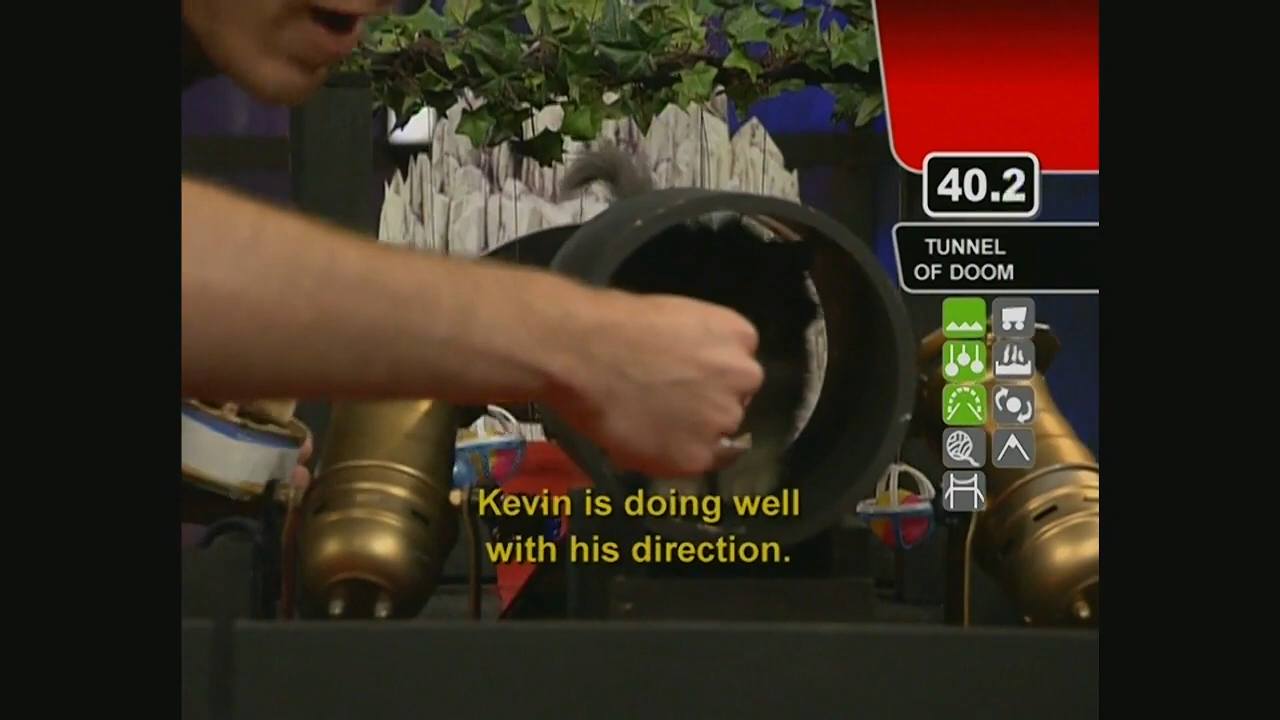 40.2
TUNNEL
OF DOOM
Kevin is doing well
with his direction.